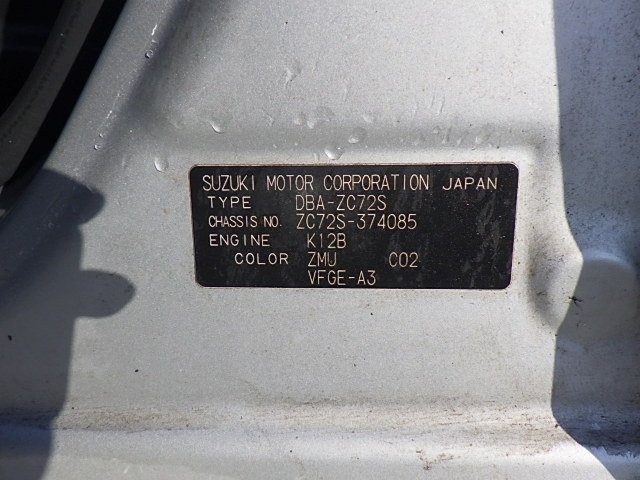 SUZUKI MOTOR CORPORATION JAPAN
TYPE DBA-ZC72S
CHASSIS NO. ZC72S-374085
ENGINE K12B
COLOR ZMU C02
VFGE-A3